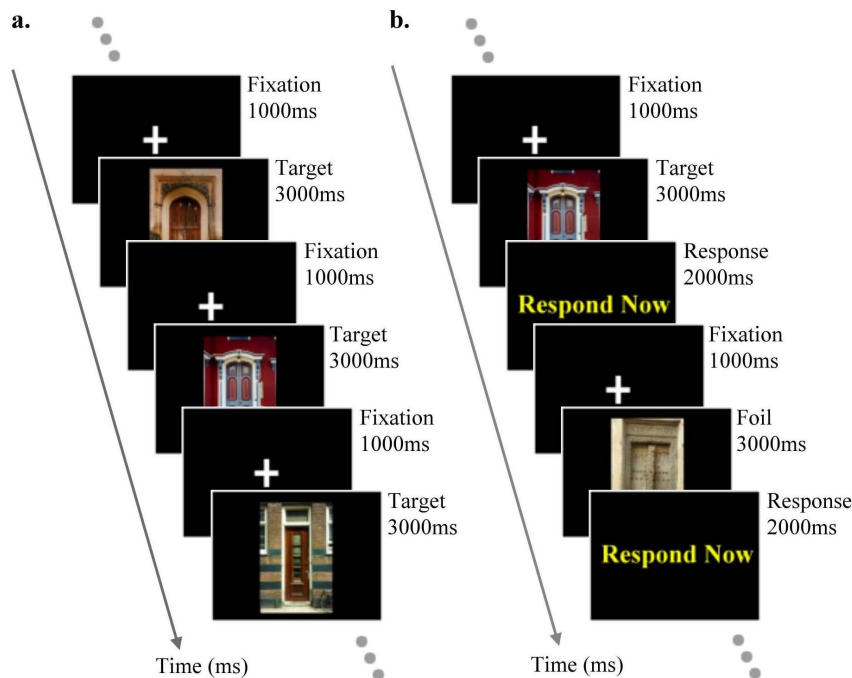 a.
Fixation
1000ms
Target
3000ms
Fixation
1000ms
Target
3000ms
Fixation
1000ms
Target
3000ms
Time (ms)
b.
Fixation
1000ms
Target
3000ms
Response
2000ms
Respond Now
Fixation
1000ms
Foil
3000ms
Response
2000ms
Respond Now
Time (ms)